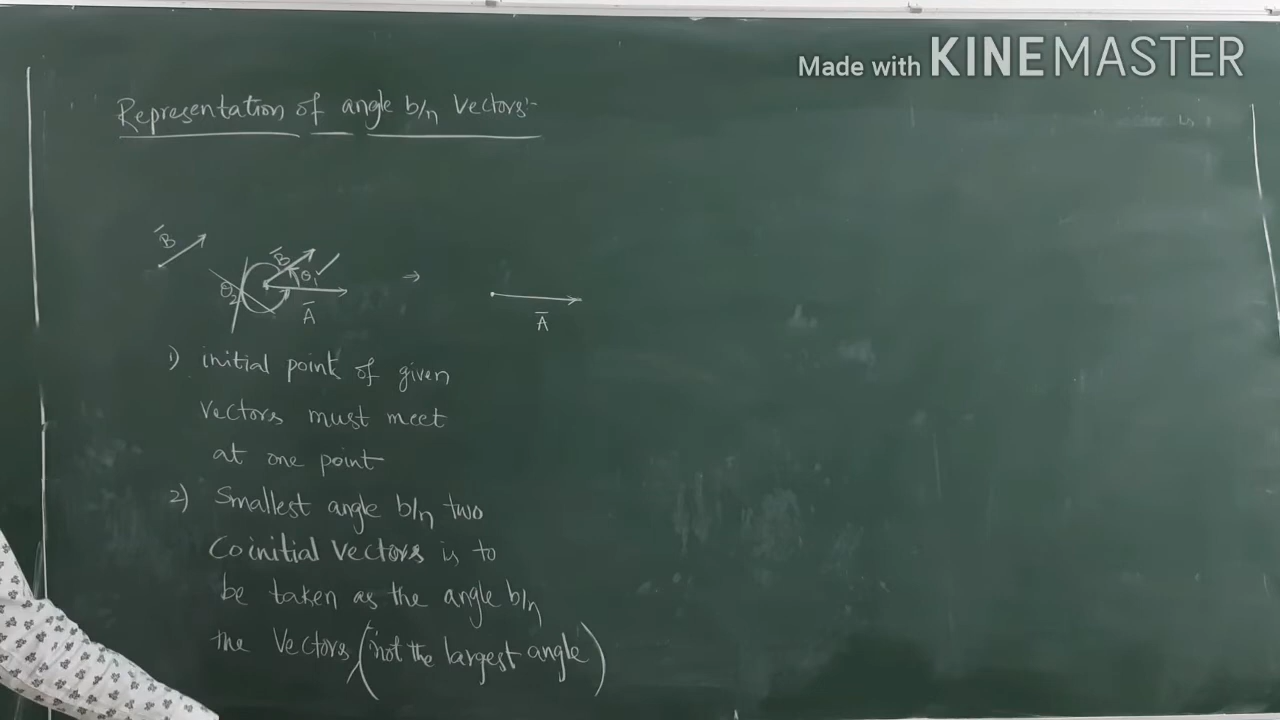 Made with KINEMASTER
Representation of angle b/n Vectors:-
B
B θ₁
θ₂
A
⇒
A
1) initial point of given
Vectors must meet
at one point
2) Smallest angle b/n two
Coinitial Vectors is to
be taken as the angle b/n
the Vectors (not the largest angle)